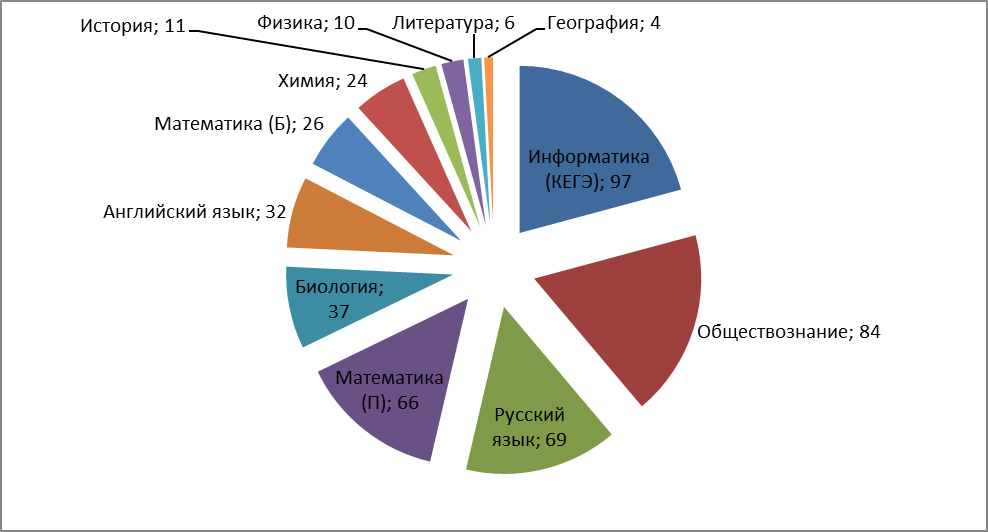 История; 11
Физика; 10
Литература; 6
География; 4
Химия; 24
Математика (Б); 26
Английский язык; 32
Биология;
37
Математика
(П); 66
Русский
язык; 69
Обществознание; 84
Информатика
(КЕГЭ); 97